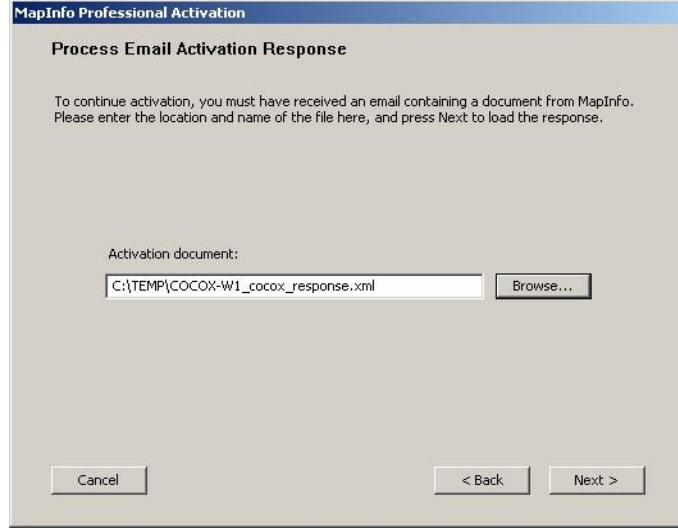 MapInfo Professional Activation
Process Email Activation Response
To continue activation, you must have received an email containing a document from MapInfo.
Please enter the location and name of the file here, and press Next to load the response.
Activation document:
C:\TEMP\COCOX-W1_cocox_response.xml
Browse...
Cancel
< Back
Next >